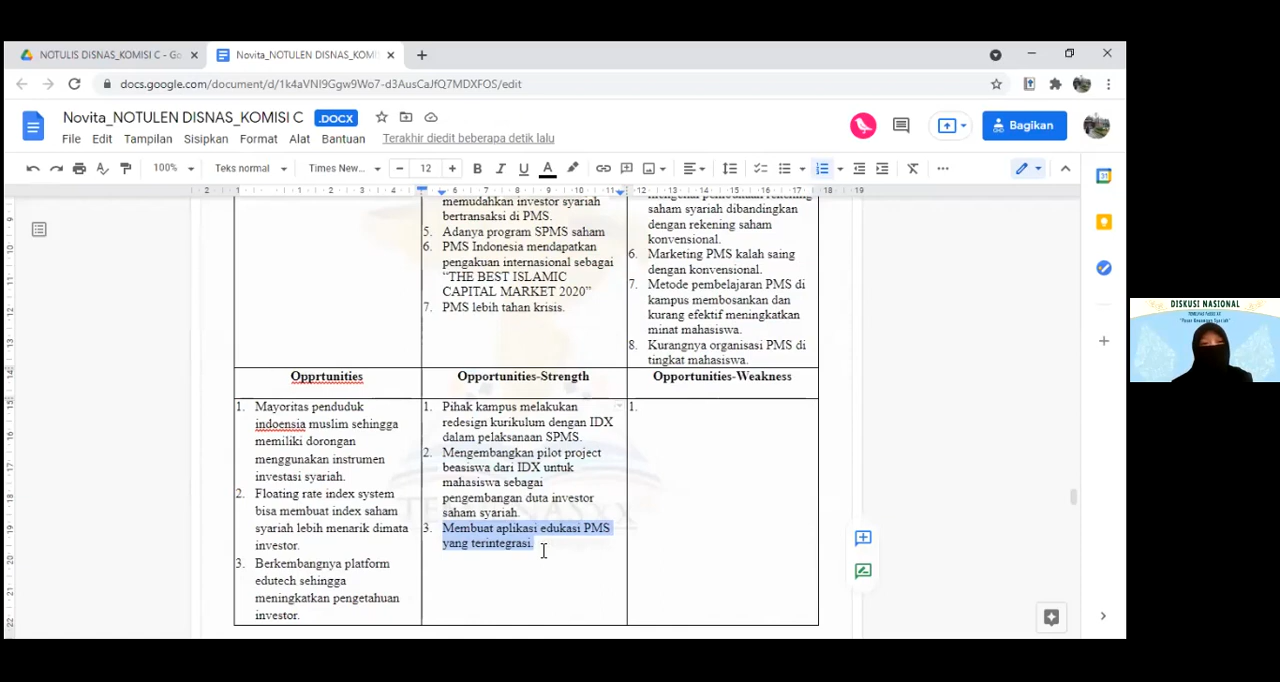 NOTULIS DiSNAS_KOMISI C - Go
Novita_NOTULEN DISNAS_KOMI
docs.google.com/document/d/1k4aVNI9Ggw9Wo7-d3AusCaJfQ7MDXFOS/edit
Novita_NOTULEN DISNAS_KOMISI C .DOCX
File Edit Tampilan Sisipkan Format Alat Bantuan Terakhir diedit beberapa detik lalu
Bagikan
100% Teks normal Times New... 12
memudahkan investor syariah
bertransaksi di PMS.
5. Adanya program SPMS saham
6. PMS Indonesia mendapatkan
pengakuan internasional sebagai
“THE BEST ISLAMIC
CAPITAL MARKET 2020”
7. PMS lebih tahan krisis.
saham syariah dibandingkan
dengan rekening saham
konvensional.
6. Marketing PMS kalah saing
dengan konvensional.
7. Metode pembelajaran PMS di
kampus membosankan dan
kurang efektif meningkatkan
minat mahasiswa.
8. Kurangnya organisasi PMS di
tingkat mahasiswa.
Opprtunities
Opportunities-Strength
Opportunities-Weakness
1. Mayoritas penduduk
indoensia muslim sehingga
memiliki dorongan
menggunakan instrumen
investasi syariah.
2. Floating rate index system
bisa membuat index saham
syariah lebih menarik dimata
investor.
3. Berkembangnya platform
edutech sehingga
meningkatkan pengetahuan
investor.
1. Pihak kampus melakukan
redesign kurikulum dengan IDX
dalam pelaksanaan SPMS.
2. Mengembangkan pilot project
beasiswa dari IDX untuk
mahasiswa sebagai
pengembangan duta investor
saham syariah.
3. Membuat aplikasi edukasi PMS
yang terintegrasi.
1.
DISKUSI NASIONAL